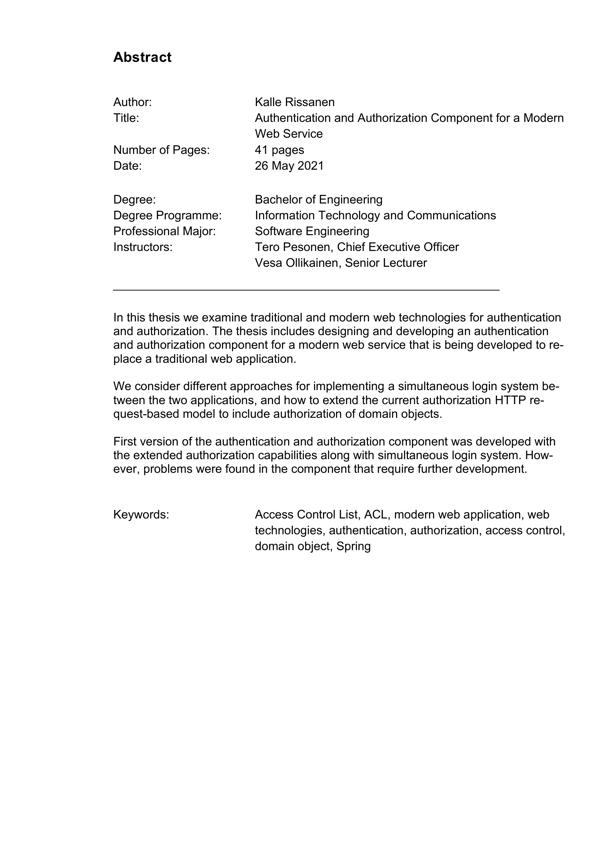 Abstract
Author: Kalle Rissanen
Title: Authentication and Authorization Component for a Modern
Web Service
Number of Pages: 41 pages
Date: 26 May 2021
Degree: Bachelor of Engineering
Degree Programme: Information Technology and Communications
Professional Major: Software Engineering
Instructors: Tero Pesonen, Chief Executive Officer
Vesa Ollikainen, Senior Lecturer
In this thesis we examine traditional and modern web technologies for authentication
and authorization. The thesis includes designing and developing an authentication
and authorization component for a modern web service that is being developed to re-
place a traditional web application.
We consider different approaches for implementing a simultaneous login system be-
tween the two applications, and how to extend the current authorization HTTP re-
quest-based model to include authorization of domain objects.
First version of the authentication and authorization component was developed with
the extended authorization capabilities along with simultaneous login system. How-
ever, problems were found in the component that require further development.
Keywords: Access Control List, ACL, modern web application, web
technologies, authentication, authorization, access control,
domain object, Spring